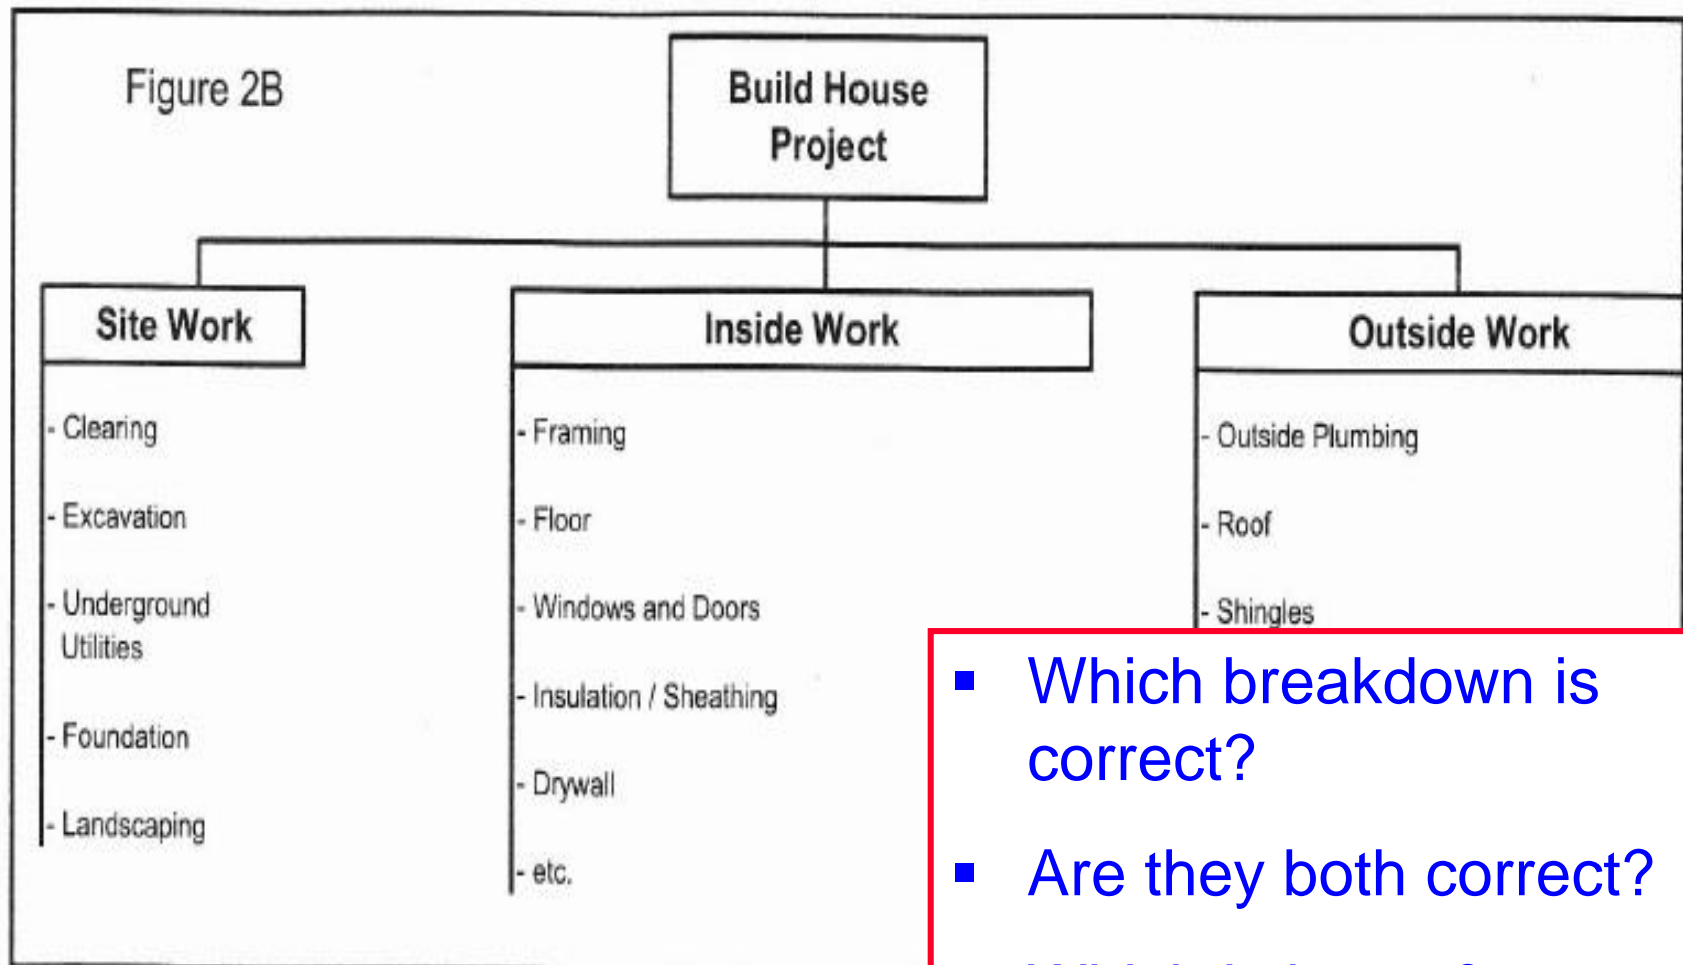 Figure 2B
Build House
Project
Site Work
- Clearing
- Excavation
- Underground
Utilities
- Foundation
- Landscaping
Inside Work
- Framing
- Floor
- Windows and Doors
- Insulation / Sheathing
- Drywall
- etc.
Outside Work
- Outside Plumbing
- Roof
- Shingles
▪ Which breakdown is
correct?
▪ Are they both correct?